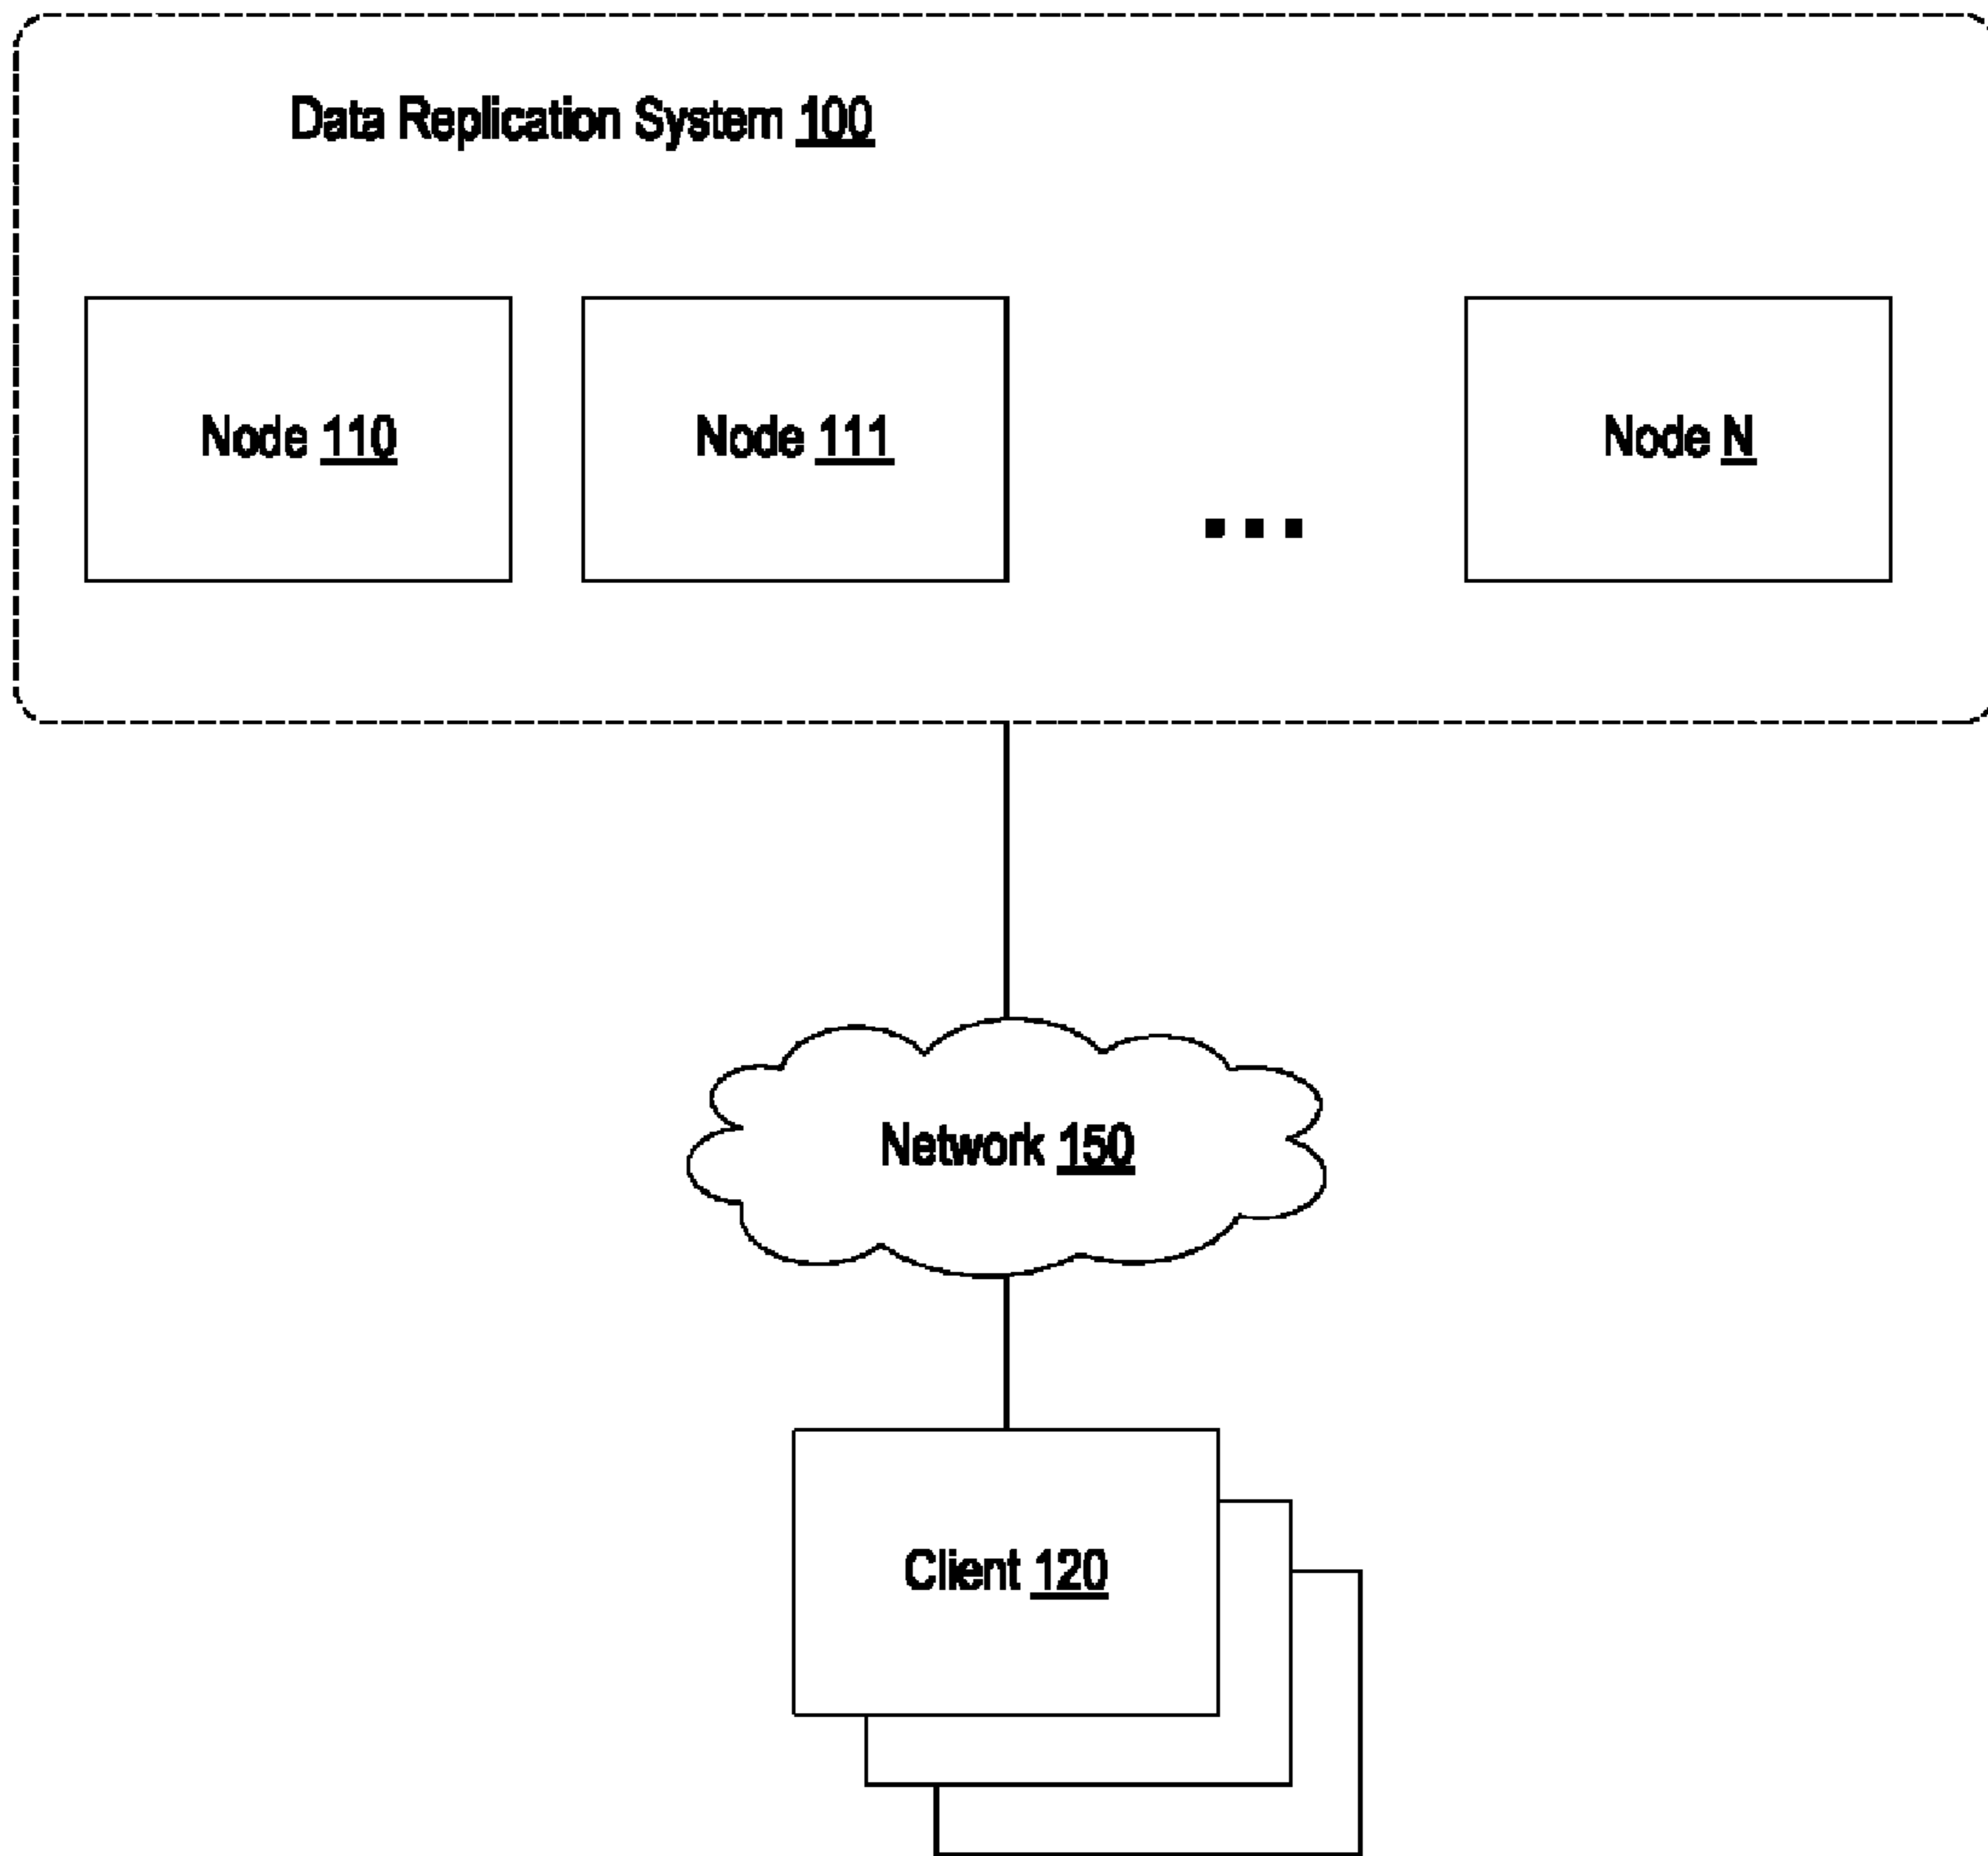 Data Replication System 100
Node 110
Node 111
...
Node N
Network 150
Client 120